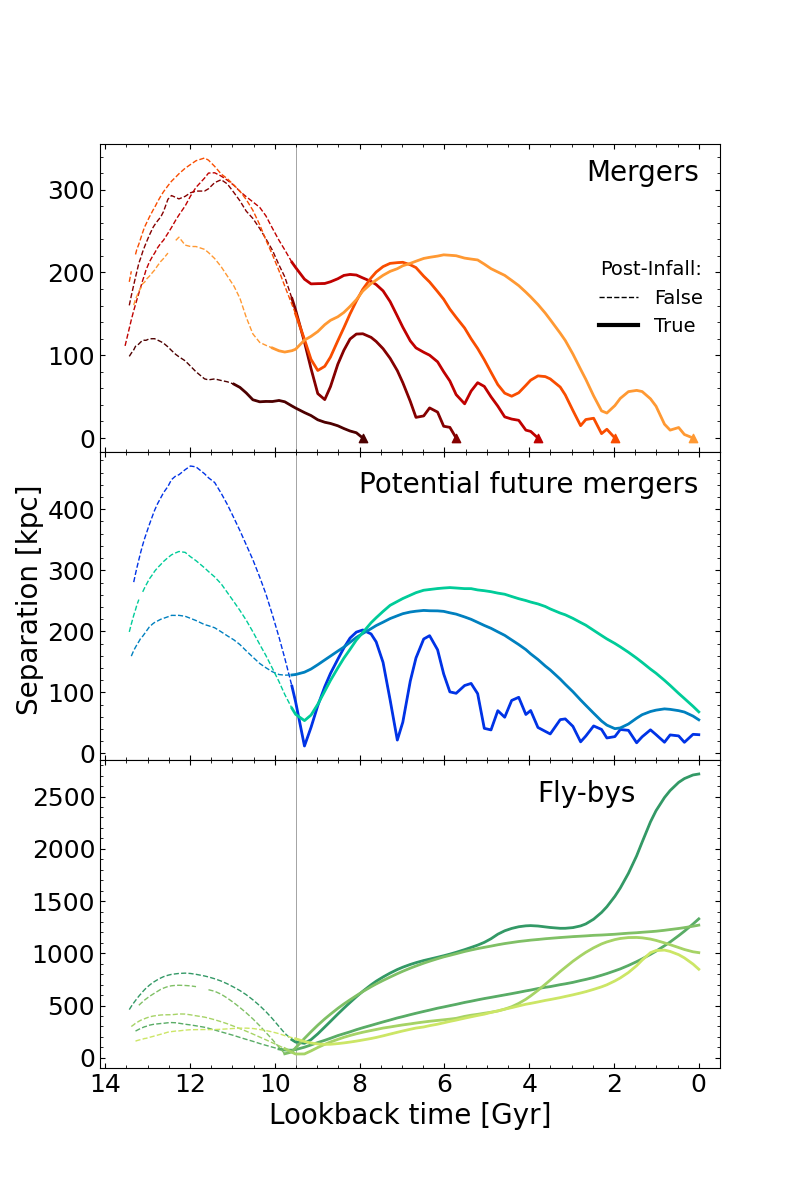 Mergers
300
200
100
0
Post-Infall:
False
True
Potential future mergers
400
300
200
100
0
Separation [kpc]
Fly-bys
2500
2000
1500
1000
500
0
14 12 10 8 6 4 2 0
Lookback time [Gyr]